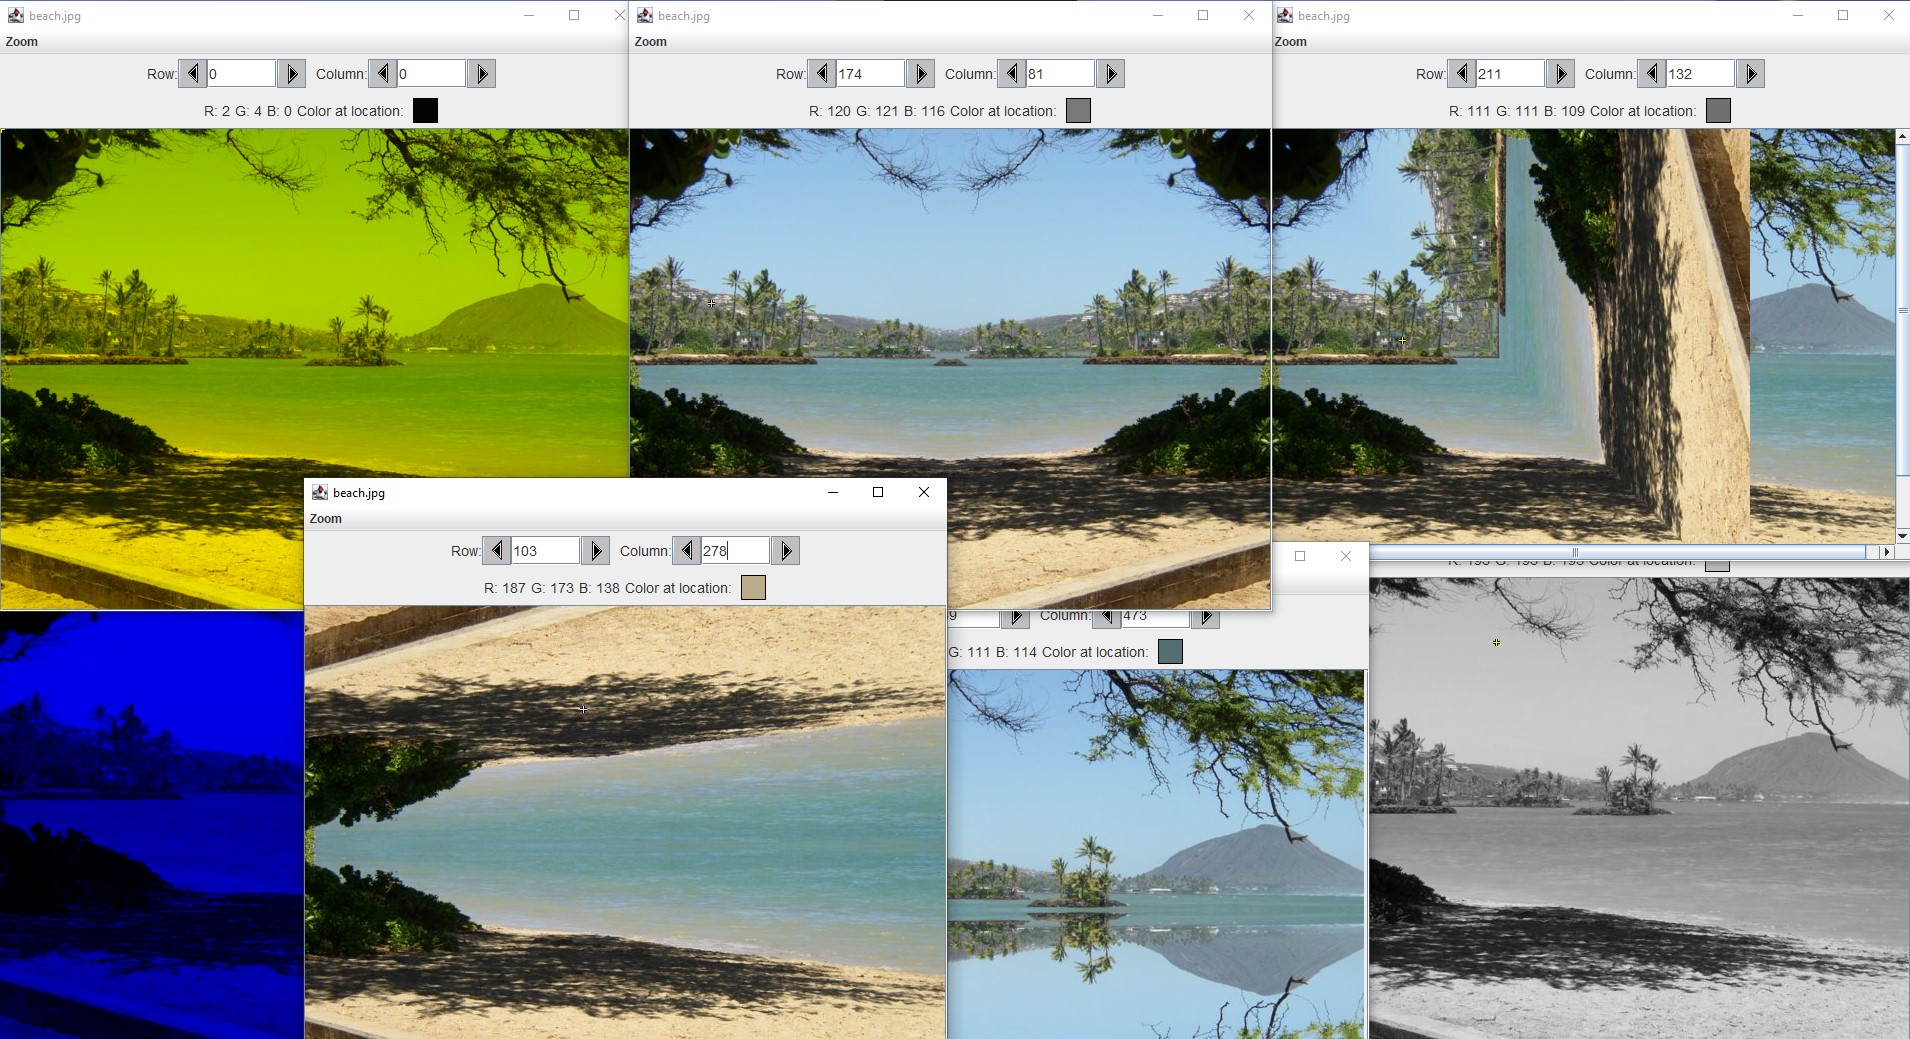 beach.jpg
Zoom
Row: 0 Column: 0
R: 2 G: 4 B: 0 Color at location:
beach.jpg
Zoom
Row: 174 Column: 81
R: 120 G: 121 B: 116 Color at location:
beach.jpg
Zoom
Row: 211 Column: 132
R: 111 G: 111 B: 109 Color at location:
beach.jpg
Zoom
Row: 103 Column: 278
R: 187 G: 173 B: 138 Color at location:
9 Column: 473
G: 111 B: 114 Color at location:
Color at location: